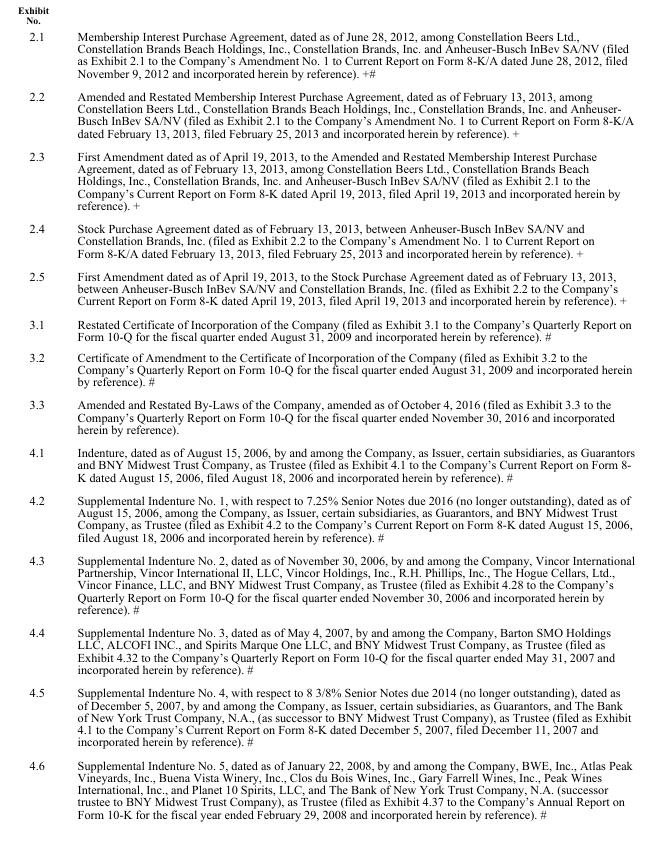 Exhibit
No.
2.1 Membership Interest Purchase Agreement, dated as of June 28, 2012, among Constellation Beers Ltd.,
Constellation Brands Beach Holdings, Inc., Constellation Brands, Inc. and Anheuser-Busch InBev SA/NV (filed
as Exhibit 2.1 to the Company’s Amendment No. 1 to Current Report on Form 8-K/A dated June 28, 2012, filed
November 9, 2012 and incorporated herein by reference). +#
2.2 Amended and Restated Membership Interest Purchase Agreement, dated as of February 13, 2013, among
Constellation Beers Ltd., Constellation Brands Beach Holdings, Inc., Constellation Brands, Inc. and Anheuser-
Busch InBev SA/NV (filed as Exhibit 2.1 to the Company’s Amendment No. 1 to Current Report on Form 8-K/A
dated February 13, 2013, filed February 25, 2013 and incorporated herein by reference). +
2.3 First Amendment dated as of April 19, 2013, to the Amended and Restated Membership Interest Purchase
Agreement, dated as of February 13, 2013, among Constellation Beers Ltd., Constellation Brands Beach
Holdings, Inc., Constellation Brands, Inc. and Anheuser-Busch InBev SA/NV (filed as Exhibit 2.1 to the
Company’s Current Report on Form 8-K dated April 19, 2013, filed April 19, 2013 and incorporated herein by
reference). +
2.4 Stock Purchase Agreement dated as of February 13, 2013, between Anheuser-Busch InBev SA/NV and
Constellation Brands, Inc. (filed as Exhibit 2.2 to the Company’s Amendment No. 1 to Current Report on
Form 8-K/A dated February 13, 2013, filed February 25, 2013 and incorporated herein by reference). +
2.5 First Amendment dated as of April 19, 2013, to the Stock Purchase Agreement dated as of February 13, 2013,
between Anheuser-Busch InBev SA/NV and Constellation Brands, Inc. (filed as Exhibit 2.2 to the Company’s
Current Report on Form 8-K dated April 19, 2013, filed April 19, 2013 and incorporated herein by reference). +
3.1 Restated Certificate of Incorporation of the Company (filed as Exhibit 3.1 to the Company’s Quarterly Report on
Form 10-Q for the fiscal quarter ended August 31, 2009 and incorporated herein by reference). #
3.2 Certificate of Amendment to the Certificate of Incorporation of the Company (filed as Exhibit 3.2 to the
Company’s Quarterly Report on Form 10-Q for the fiscal quarter ended August 31, 2009 and incorporated herein
by reference). #
3.3 Amended and Restated By-Laws of the Company, amended as of October 4, 2016 (filed as Exhibit 3.3 to the
Company’s Quarterly Report on Form 10-Q for the fiscal quarter ended November 30, 2016 and incorporated
herein by reference).
4.1 Indenture, dated as of August 15, 2006, by and among the Company, as Issuer, certain subsidiaries, as Guarantors
and BNY Midwest Trust Company, as Trustee (filed as Exhibit 4.1 to the Company’s Current Report on Form 8-
K dated August 15, 2006, filed August 18, 2006 and incorporated herein by reference). #
4.2 Supplemental Indenture No. 1, with respect to 7.25% Senior Notes due 2016 (no longer outstanding), dated as of
August 15, 2006, among the Company, as Issuer, certain subsidiaries, as Guarantors, and BNY Midwest Trust
Company, as Trustee (filed as Exhibit 4.2 to the Company’s Current Report on Form 8-K dated August 15, 2006,
filed August 18, 2006 and incorporated herein by reference). #
4.3 Supplemental Indenture No. 2, dated as of November 30, 2006, by and among the Company, Vincor International
Partnership, Vincor International II, LLC, Vincor Holdings, Inc., R.H. Phillips, Inc., The Hogue Cellars, Ltd.,
Vincor Finance, LLC, and BNY Midwest Trust Company, as Trustee (filed as Exhibit 4.28 to the Company’s
Quarterly Report on Form 10-Q for the fiscal quarter ended November 30, 2006 and incorporated herein by
reference). #
4.4 Supplemental Indenture No. 3, dated as of May 4, 2007, by and among the Company, Barton SMO Holdings
LLC, ALCOFI INC., and Spirits Marque One LLC, and BNY Midwest Trust Company, as Trustee (filed as
Exhibit 4.32 to the Company’s Quarterly Report on Form 10-Q for the fiscal quarter ended May 31, 2007 and
incorporated herein by reference). #
4.5 Supplemental Indenture No. 4, with respect to 8 3/8% Senior Notes due 2014 (no longer outstanding), dated as
of December 5, 2007, by and among the Company, as Issuer, certain subsidiaries, as Guarantors, and The Bank
of New York Trust Company, N.A., (as successor to BNY Midwest Trust Company), as Trustee (filed as Exhibit
4.1 to the Company’s Current Report on Form 8-K dated December 5, 2007, filed December 11, 2007 and
incorporated herein by reference). #
4.6 Supplemental Indenture No. 5, dated as of January 22, 2008, by and among the Company, BWE, Inc., Atlas Peak
Vineyards, Inc., Buena Vista Winery, Inc., Clos du Bois Wines, Inc., Gary Farrell Wines, Inc., Peak Wines
International, Inc., and Planet 10 Spirits, LLC, and The Bank of New York Trust Company, N.A. (successor
trustee to BNY Midwest Trust Company), as Trustee (filed as Exhibit 4.37 to the Company’s Annual Report on
Form 10-K for the fiscal year ended February 29, 2008 and incorporated herein by reference). #